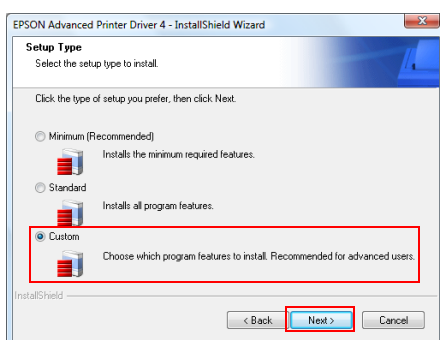 EPSON Advanced Printer Driver 4 - InstallShield Wizard
Setup Type
Select the setup type to install.
Click the type of setup you prefer, then click Next.
Minimum (Recommended)
Installs the minimum required features.
Standard
Installs all program features.
Custom
Choose which program features to install. Recommended for advanced users.
InstallShield
< Back
Next >
Cancel